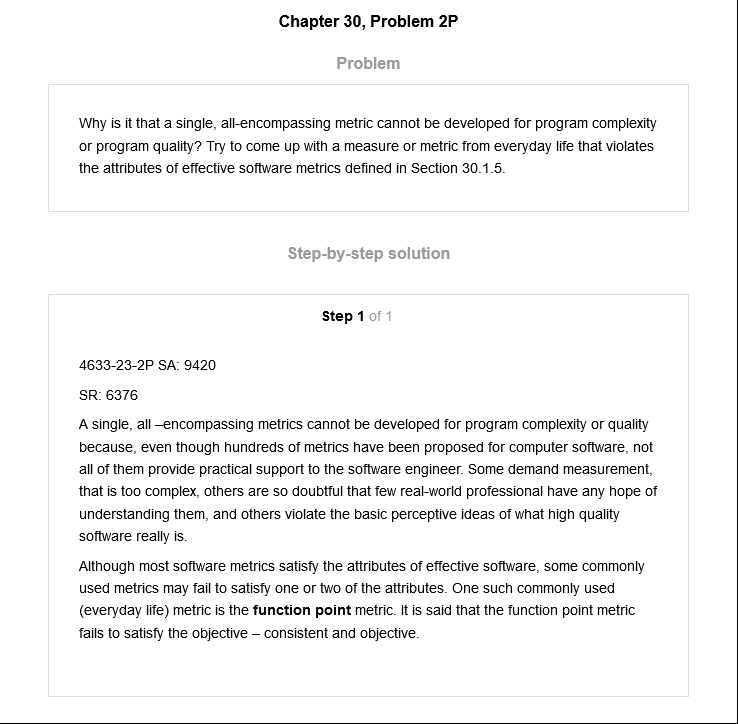 Chapter 30, Problem 2P
Problem
Why is it that a single, all-encompassing metric cannot be developed for program complexity
or program quality? Try to come up with a measure or metric from everyday life that violates
the attributes of effective software metrics defined in Section 30.1.5.
Step-by-step solution
Step 1 of 1
4633-23-2P SA: 9420
SR: 6376
A single, all –encompassing metrics cannot be developed for program complexity or quality
because, even though hundreds of metrics have been proposed for computer software, not
all of them provide practical support to the software engineer. Some demand measurement,
that is too complex, others are so doubtful that few real-world professional have any hope of
understanding them, and others violate the basic perceptive ideas of what high quality
software really is.
Although most software metrics satisfy the attributes of effective software, some commonly
used metrics may fail to satisfy one or two of the attributes. One such commonly used
(everyday life) metric is the function point metric. It is said that the function point metric
fails to satisfy the objective – consistent and objective.